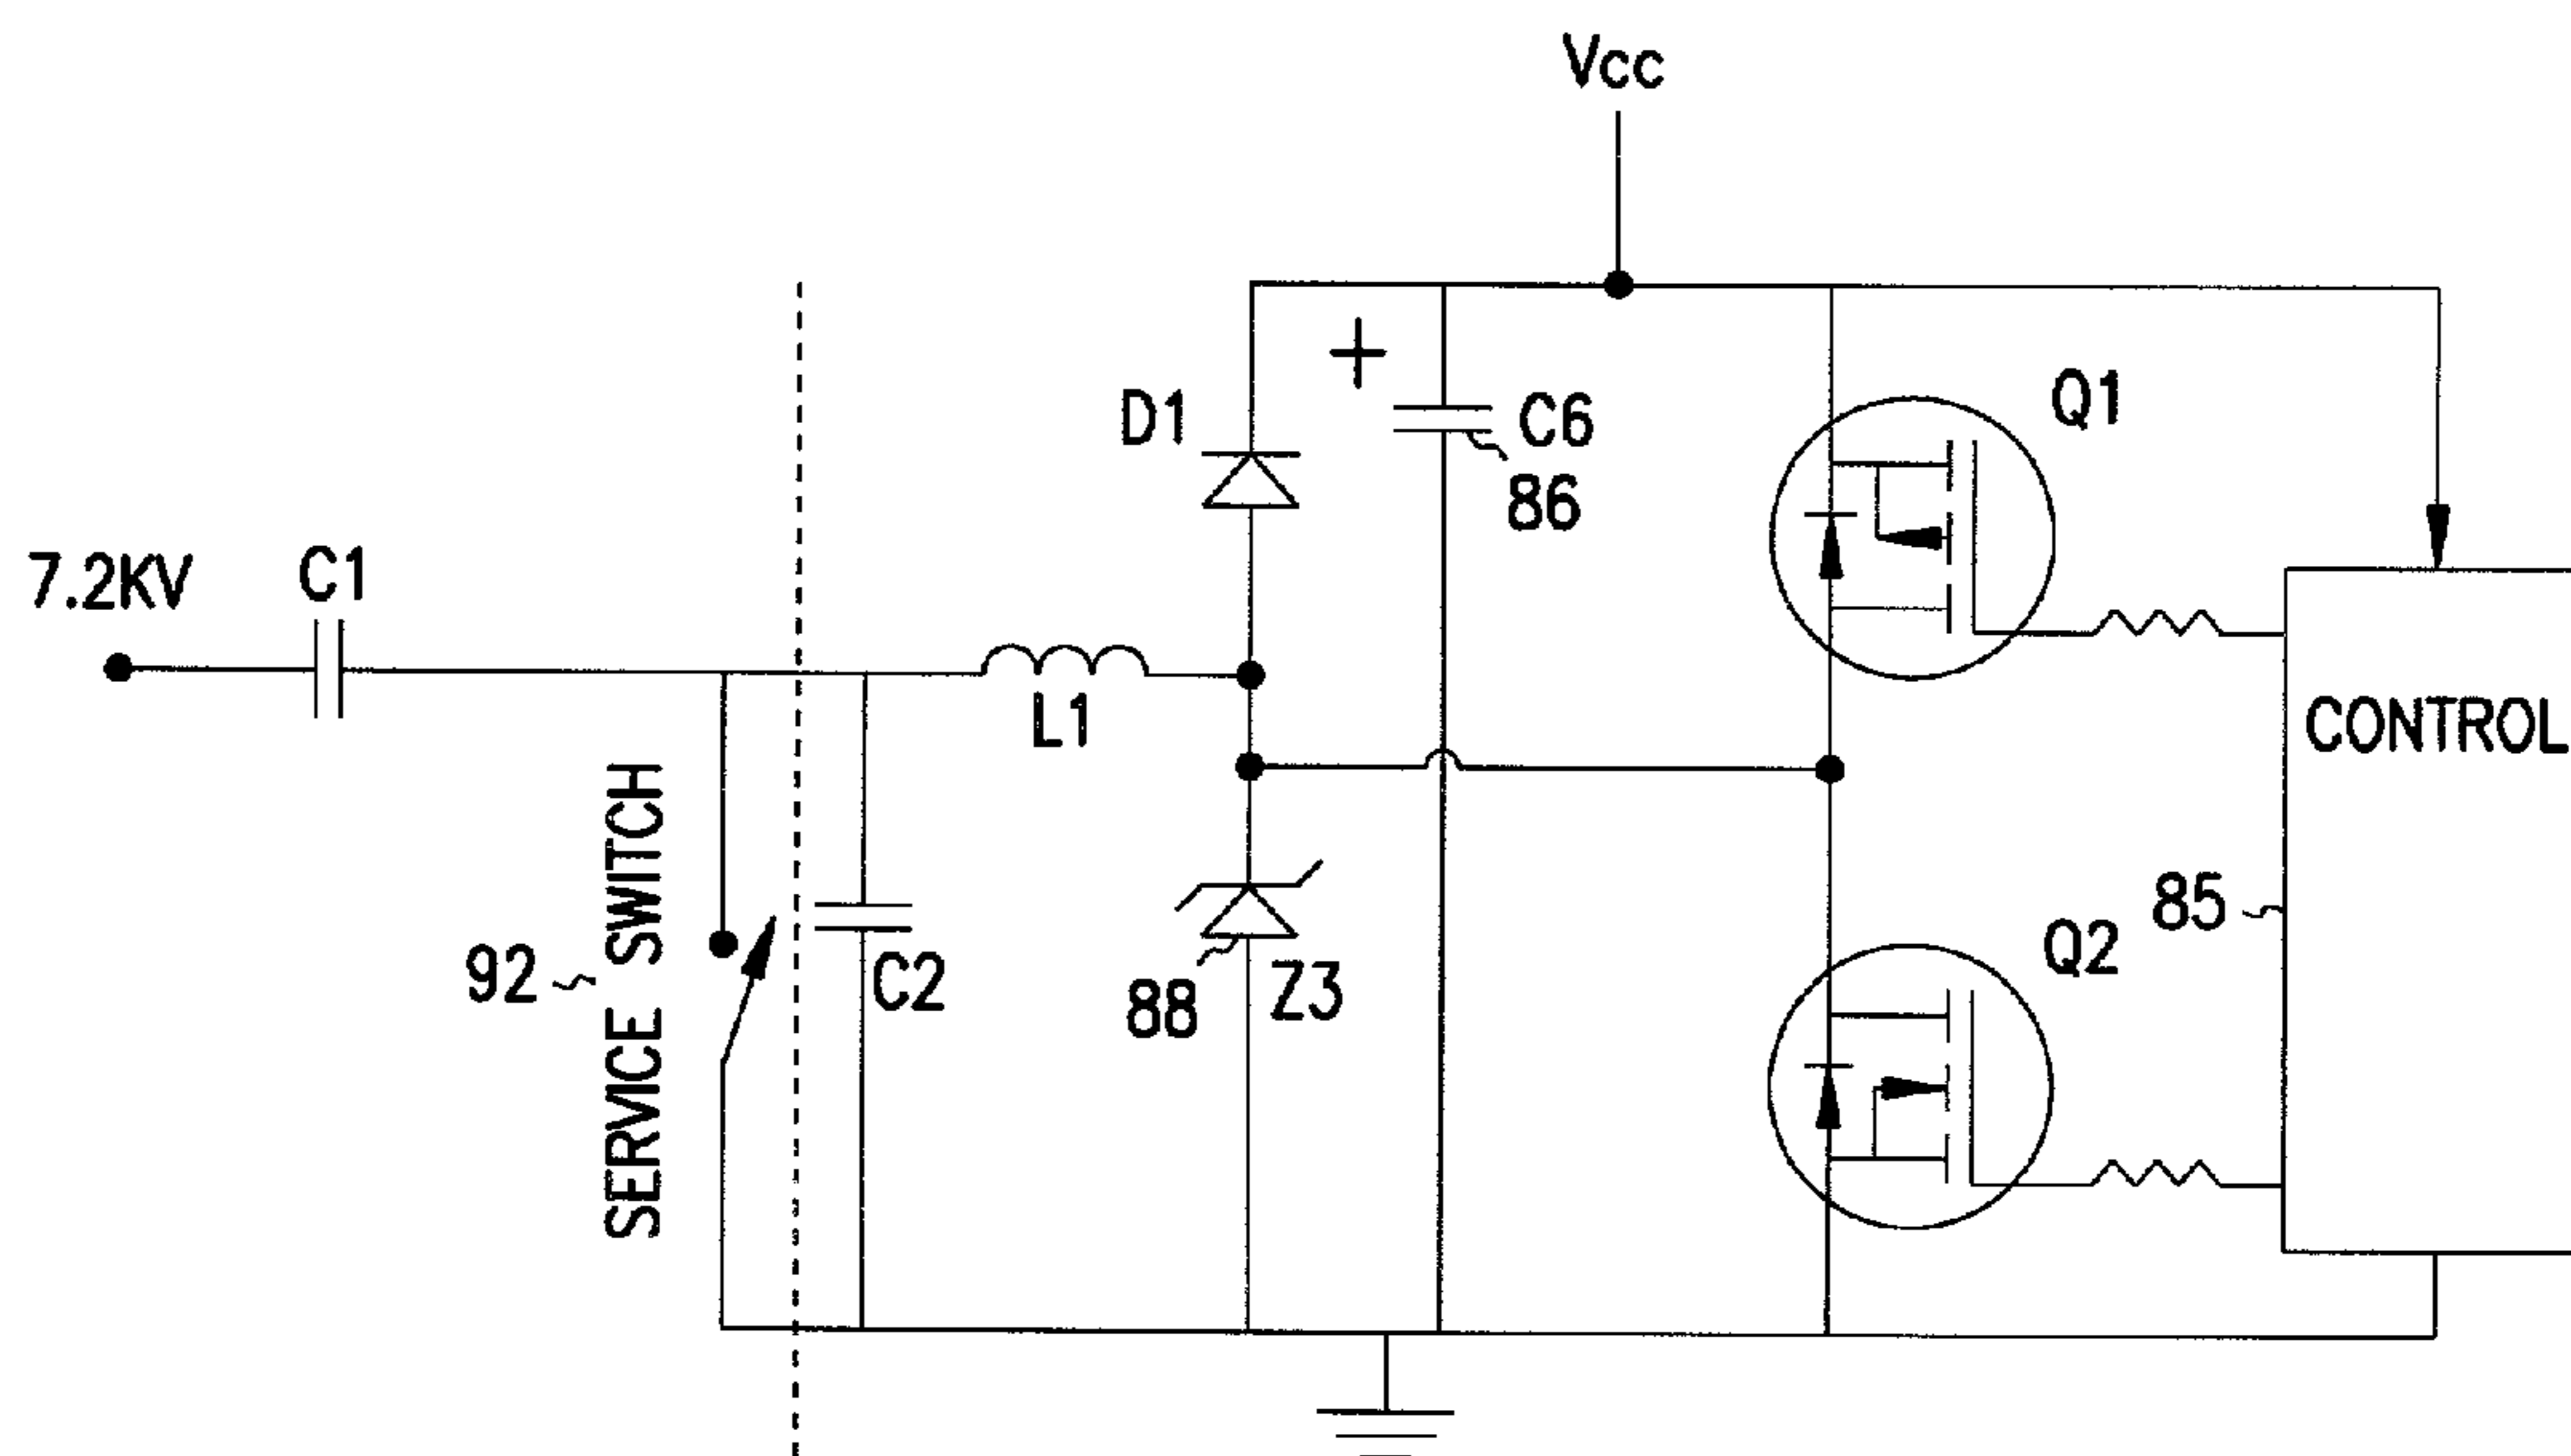 Vcc
+
D1
C6
86
Q1
7.2KV
C1
L1
CONTROL
SERVICE SWITCH
92
C2
88
Z3
85
Q2